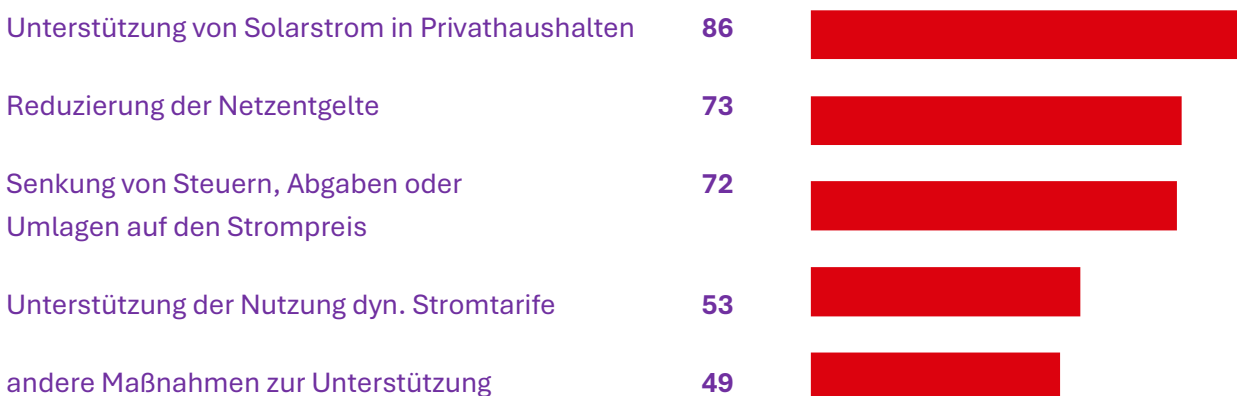 Unterstützung von Solarstrom in Privathaushalten 86
Reduzierung der Netzentgelte 73
Senkung von Steuern, Abgaben oder 72
Umlagen auf den Strompreis
Unterstützung der Nutzung dyn. Stromtarife 53
andere Maßnahmen zur Unterstützung 49